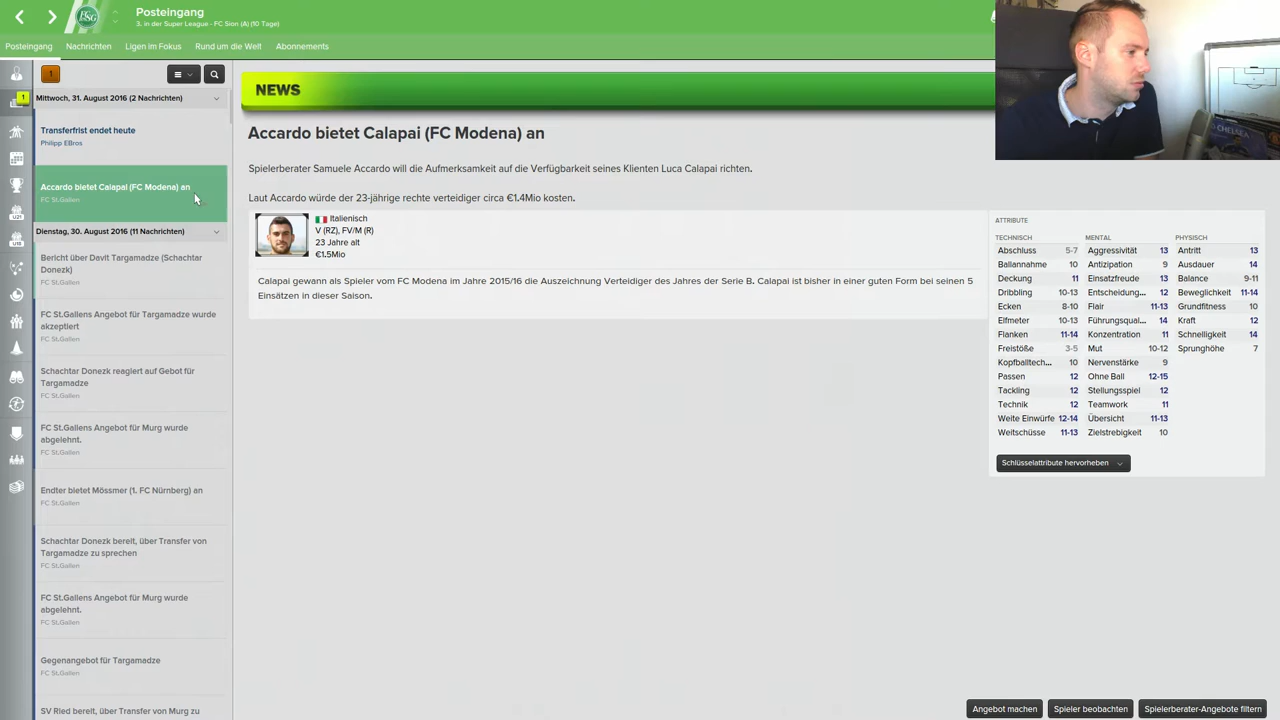 Posteingang
3. in der Super League - FC Sion (A) (10 Tage)
Posteingang Nachrichten Ligen im Fokus Rund um die Welt Abonnements
1
1
U21
U18
Mittwoch, 31. August 2016 (2 Nachrichten)
Transferfrist endet heute
Philipp EBros
Accardo bietet Calapai (FC Modena) an
FC St.Gallen
Dienstag, 30. August 2016 (11 Nachrichten)
Bericht über Davit Targamadze (Schachtar
Donezk)
FC St.Gallen
FC St.Gallens Angebot für Targamadze wurde
akzeptiert
FC St.Gallen
Schachtar Donezk reagiert auf Gebot für
Targamadze
FC St.Gallen
FC St.Gallens Angebot für Murg wurde
abgelehnt.
FC St.Gallen
Endter bietet Mössmer (1. FC Nürnberg) an
FC St.Gallen
Schachtar Donezk bereit, über Transfer von
Targamadze zu sprechen
FC St.Gallen
FC St.Gallens Angebot für Murg wurde
abgelehnt.
FC St.Gallen
Gegenangebot für Targamadze
FC St.Gallen
SV Ried bereit, über Transfer von Murg zu
NEWS
Accardo bietet Calapai (FC Modena) an
Spielerberater Samuele Accardo will die Aufmerksamkeit auf die Verfügbarkeit seines Klienten Luca Calapai richten.
Laut Accardo würde der 23-jährige rechte verteidiger circa €1.4Mio kosten.
Italienisch
V (RZ), FV/M (R)
23 Jahre alt
€1.5Mio
Calapai gewann als Spieler vom FC Modena im Jahre 2015/16 die Auszeichnung Verteidiger des Jahres der Serie B. Calapai ist bisher in einer guten Form bei seinen 5
Einsätzen in dieser Saison.
ATTRIBUTE
TECHNISCH MENTAL PHYSISCH
Abschluss 5-7 Aggressivität 13 Antritt 13
Ballannahme 10 Antizipation 9 Ausdauer 14
Deckung 11 Einsatzfreude 13 Balance 9-11
Dribbling 10-13 Entscheidung... 12 Beweglichkeit 11-14
Ecken 8-10 Flair 11-13 Grundfitness 10
Elfmeter 10-13 Führungsqual... 14 Kraft 12
Flanken 11-14 Konzentration 11 Schnelligkeit 14
Freistöße 3-5 Mut 10-12 Sprunghöhe 7
Kopfballtech... 10 Nervenstärke 9
Passen 12 Ohne Ball 12-15
Tackling 12 Stellungsspiel 12
Technik 12 Teamwork 11
Weite Einwürfe 12-14 Übersicht 11-13
Weitschüsse 11-13 Zielstrebigkeit 10
Schlüsselattribute hervorheben
Angebot machen Spieler beobachten Spielerberater-Angebote filtern
CHELSEA